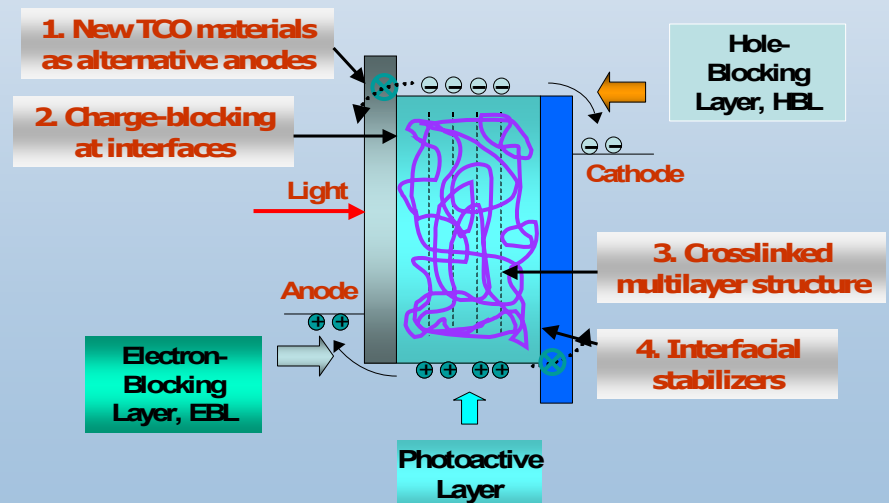 1. New TCO materials
as alternative anodes
2. Charge-blocking
at interfaces
Light
Anode
Electron-
Blocking
Layer, EBL
Photoactive
Layer
Hole-
Blocking
Layer, HBL
Cathode
3. Crosslinked
multilayer structure
4. Interfacial
stabilizers